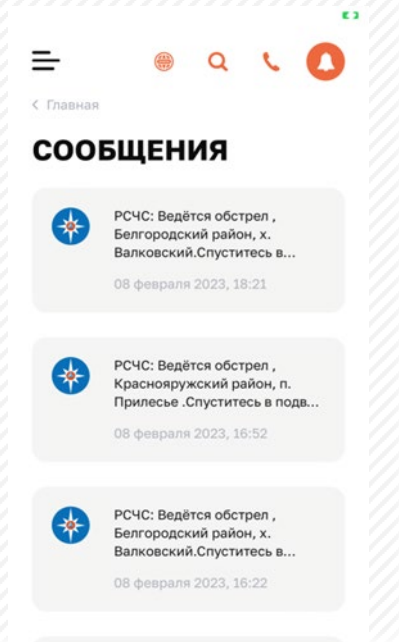 Главная
СООБЩЕНИЯ
РСЧС: Ведётся обстрел ,
Белгородский район, х.
Валковский.Спуститесь в...
08 февраля 2023, 18:21
РСЧС: Ведётся обстрел ,
Краснояружский район, п.
Прилесье .Спуститесь в подв...
08 февраля 2023, 16:52
РСЧС: Ведётся обстрел ,
Белгородский район, х.
Валковский.Спуститесь в...
08 февраля 2023, 16:22